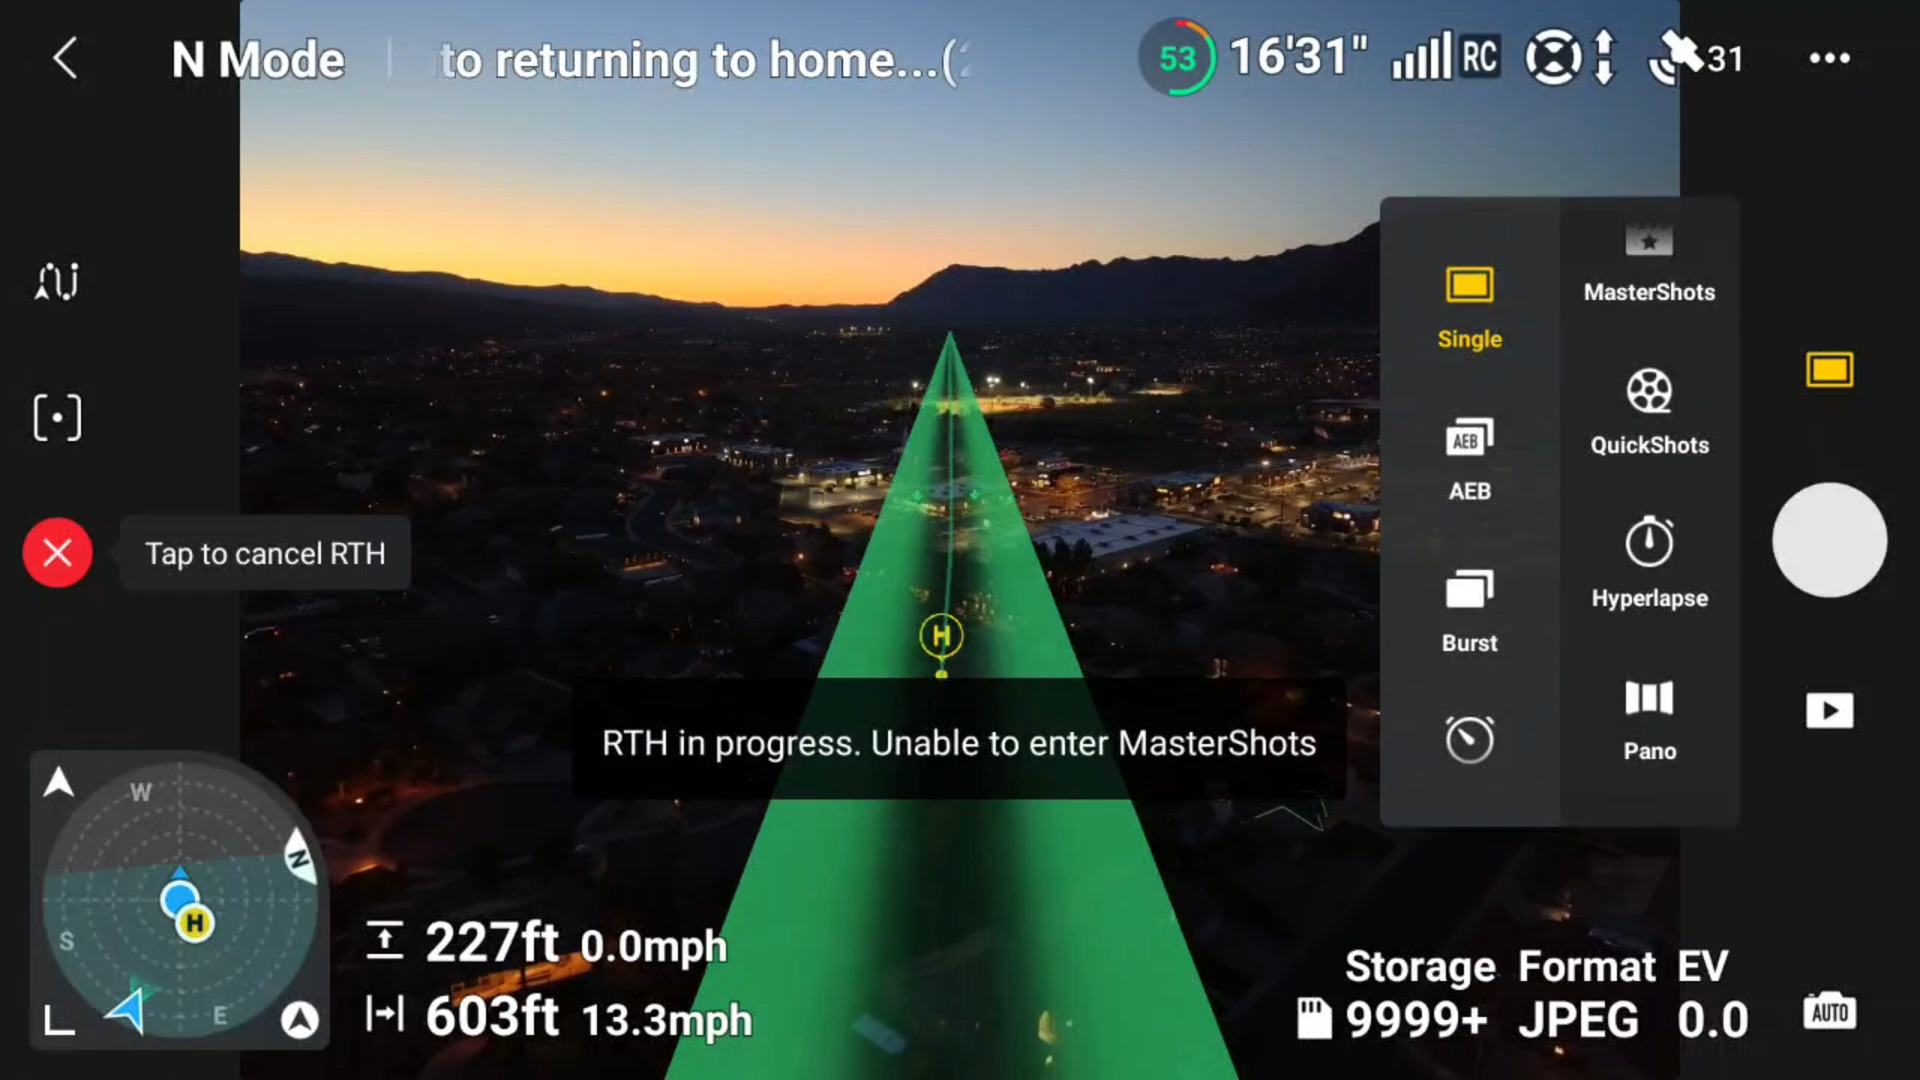 N Mode
to returning to home...(
53
16'31"
RC
31
MasterShots
Single
QuickShots
AEB
AEB
Hyperlapse
Burst
Pano
Tap to cancel RTH
H
RTH in progress. Unable to enter MasterShots
W
N
H
S
E
227ft 0.0mph
603ft 13.3mph
Storage Format EV
9999+ JPEG 0.0
AUTO